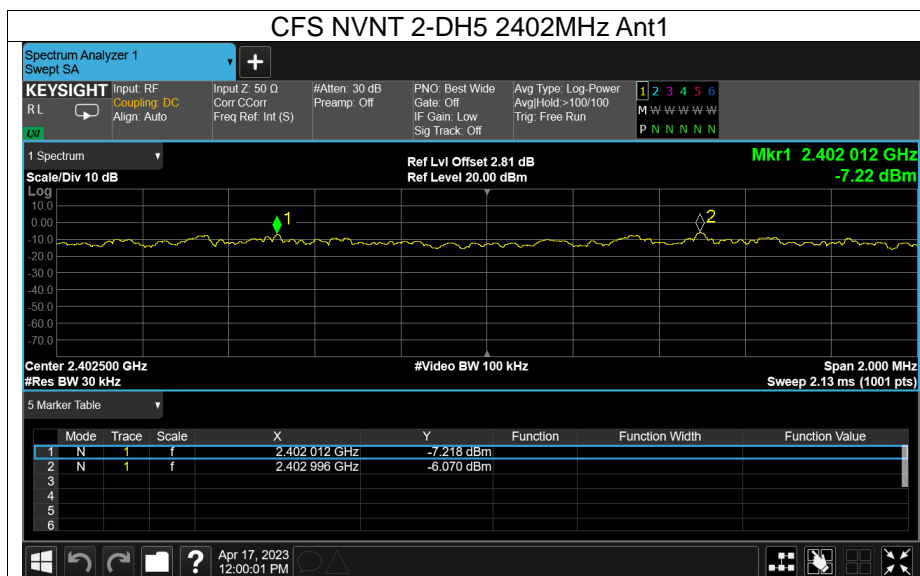 CFS NVNT 2-DH5 2402MHz Ant1
Spectrum Analyzer 1
Swept SA
+
KEYSIGHT Input: RF Input Z: 50 Ω #Atten: 30 dB PNO: Best Wide Avg Type: Log-Power 1 2 3 4 5 6
RL Coupling: DC Corr CCorr Preamp: Off Gate: Off Avg|Hold:>100/100 M W W W W W
Align: Auto Freq Ref: Int (S) IF Gain: Low Trig: Free Run
LXI Sig Track: Off P N N N N N
1 Spectrum Ref Lvl Offset 2.81 dB Mkr1 2.402 012 GHz
Scale/Div 10 dB Ref Level 20.00 dBm -7.22 dBm
Log
10.0
0.00
-10.0
-20.0
-30.0
-40.0
-50.0
-60.0
-70.0
1
2
Center 2.402500 GHz #Video BW 100 kHz Span 2.000 MHz
#Res BW 30 kHz Sweep 2.13 ms (1001 pts)
5 Marker Table
Mode Trace Scale X Y Function Function Width Function Value
1 N 1 f 2.402 012 GHz -7.218 dBm
2 N 1 f 2.402 996 GHz -6.070 dBm
3
4
5
6
? Apr 17, 2023
12:00:01 PM